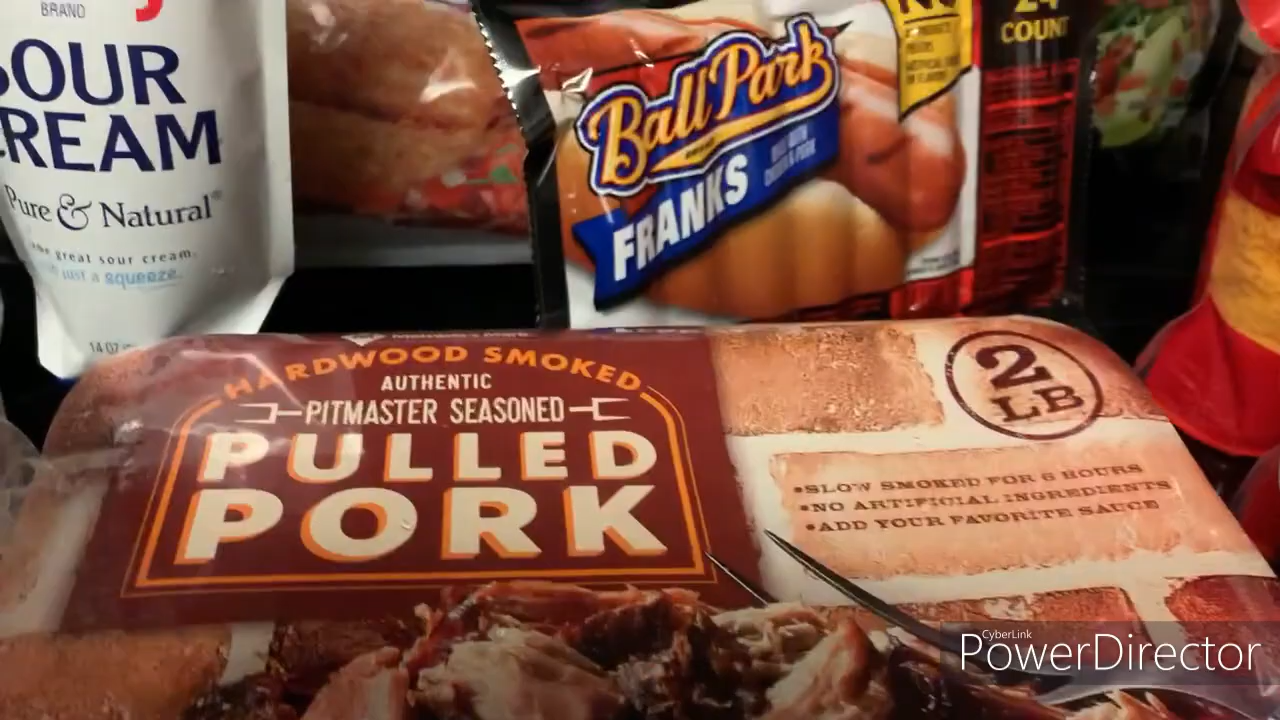 BRAND
SOUR
CREAM
Pure & Natural
great sour cream.
just a squeeze.
14 OZ
Ball Park
FRANKS
24
COUNT
HARDWOOD SMOKED
AUTHENTIC
PITMASTER SEASONED
PULLED
PORK
2
LB
•SLOW SMOKED FOR 6 HOURS
•NO ARTIFICIAL INGREDIENTS
•ADD YOUR FAVORITE SAUCE
CyberLink
PowerDirector